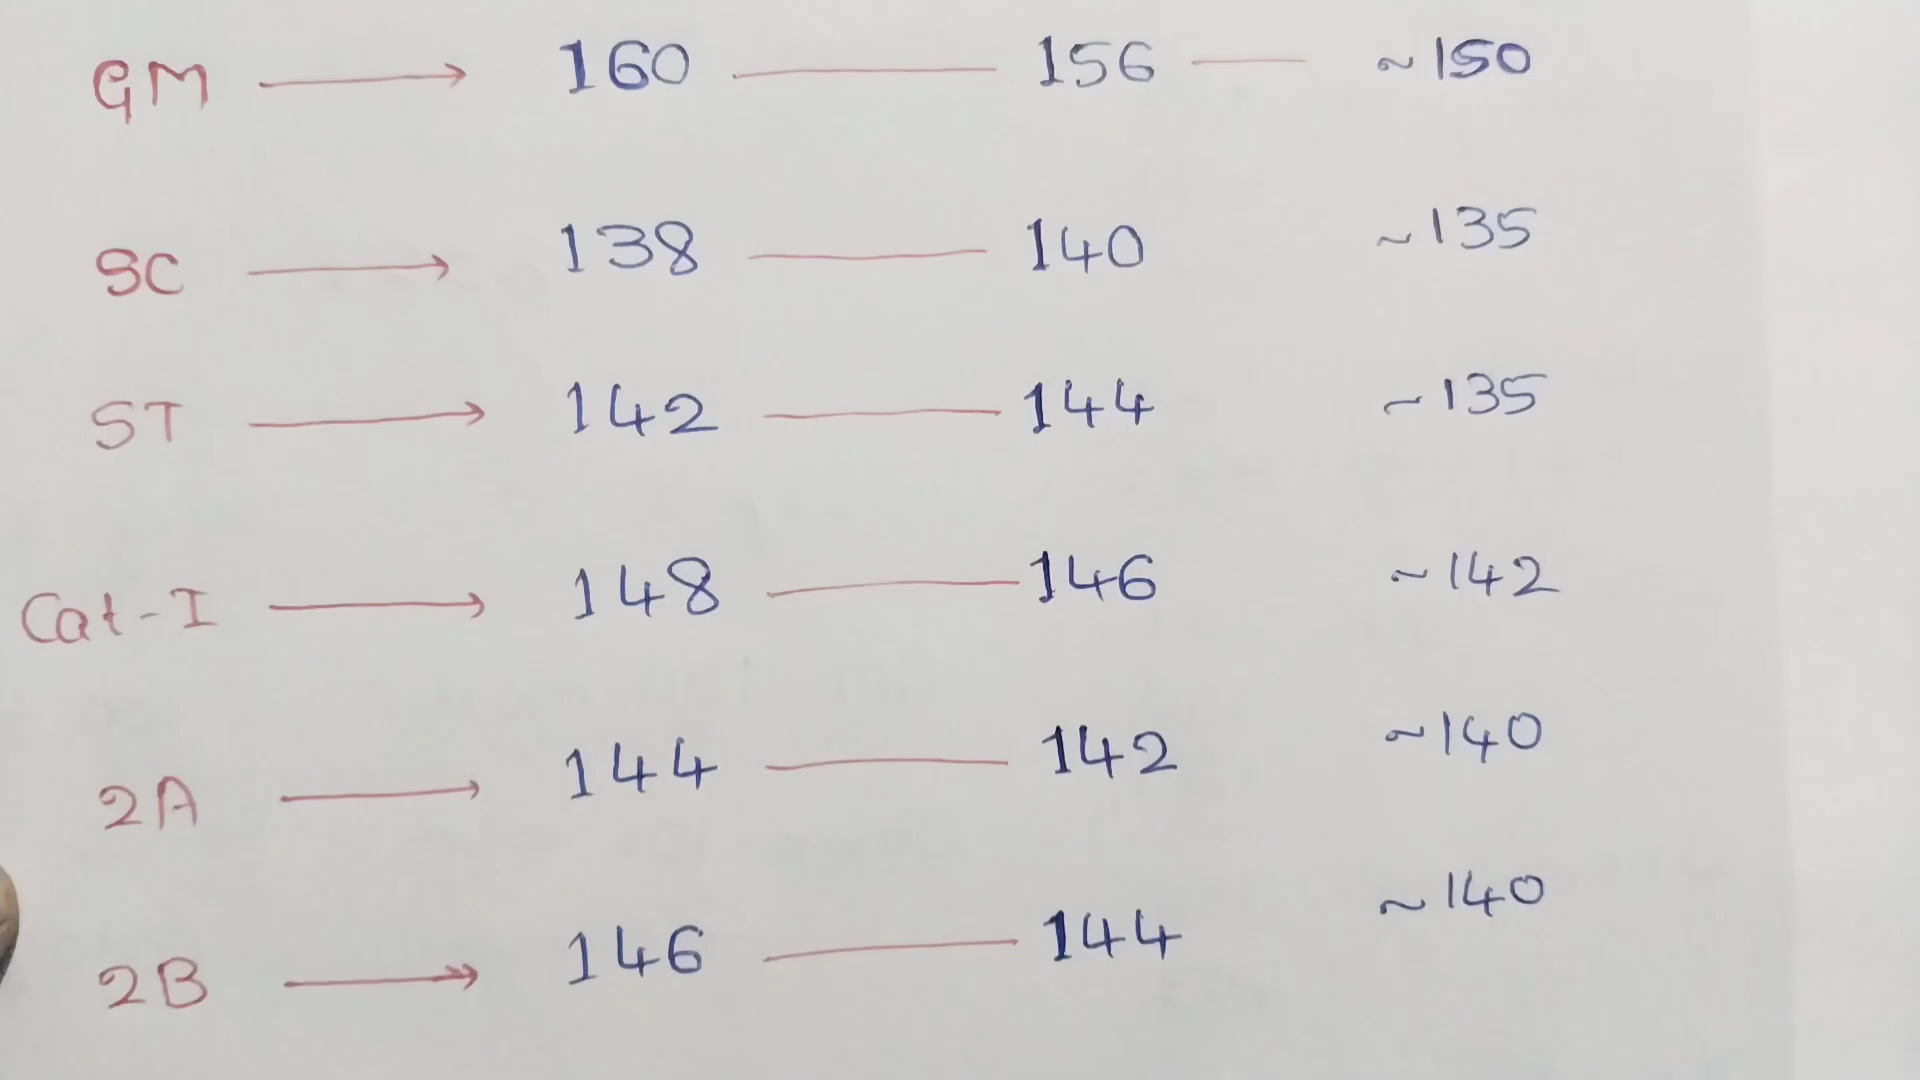 GM → 160 — 156 — ~150
SC → 138 — 140 ~135
ST → 142 — 144 ~135
Cat-I → 148 — 146 ~142
2A → 144 — 142 ~140
2B → 146 — 144 ~140